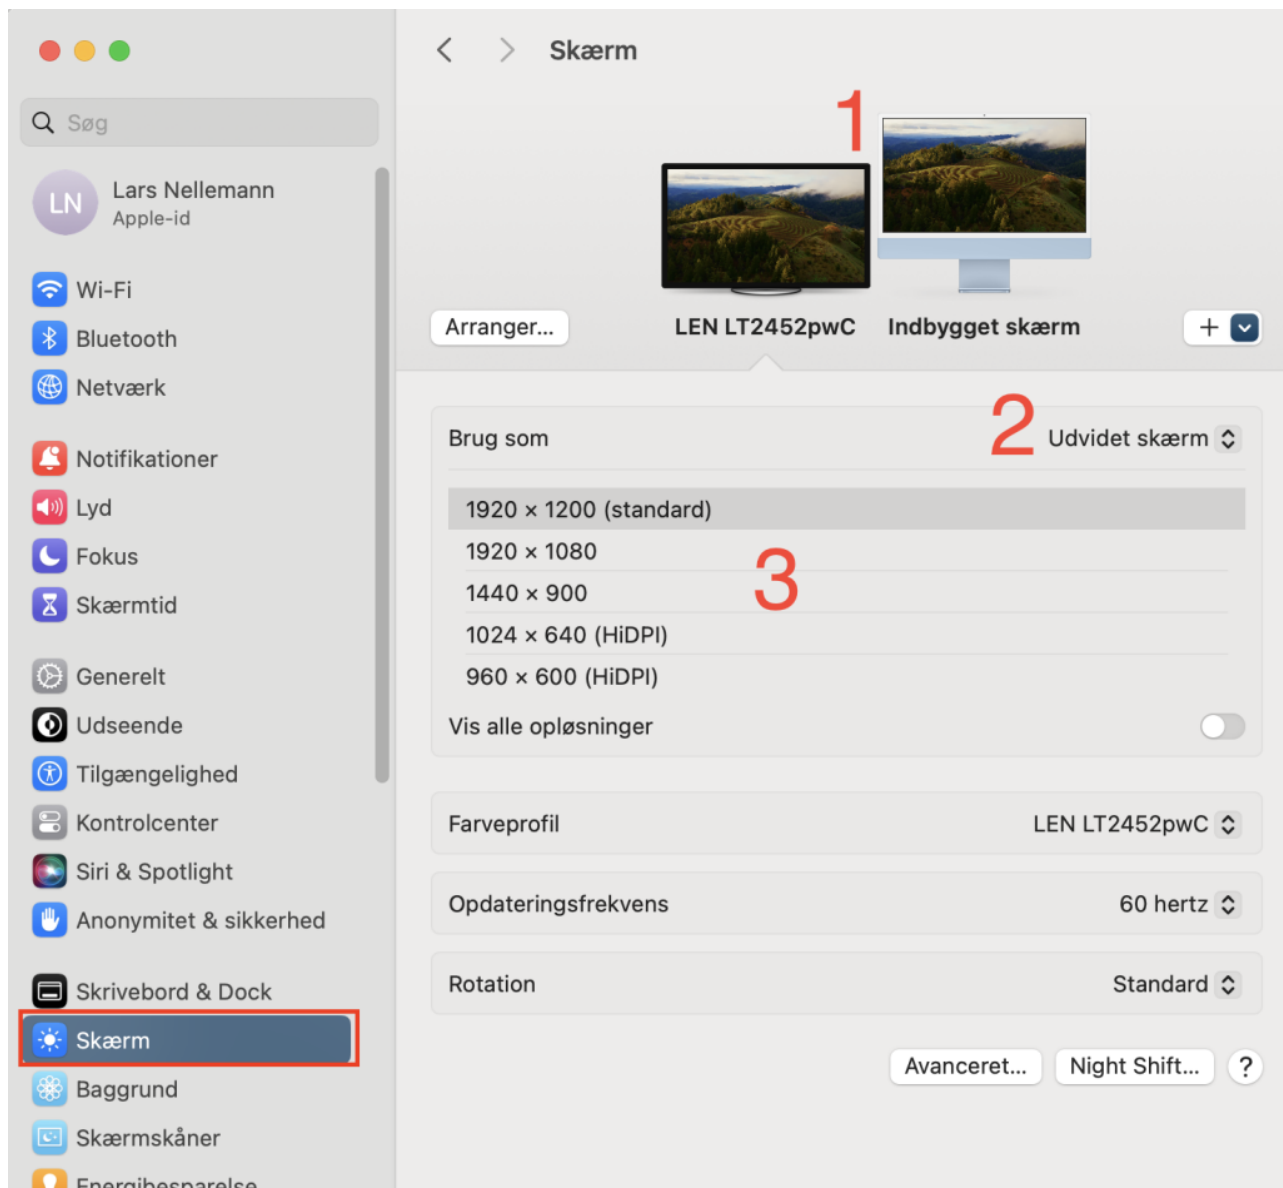 Skærm
Søg
1
LN
Lars Nellemann
Apple-id
Wi-Fi
Bluetooth
Netværk
Notifikationer
Lyd
Fokus
Skærmtid
Generelt
Udseende
Tilgængelighed
Kontrolcenter
Siri & Spotlight
Anonymitet & sikkerhed
Skrivebord & Dock
Skærm
Baggrund
Skærmskåner
Energibesparelse
Arranger...
LEN LT2452pwC
Indbygget skærm
+
Brug som
2
Udvidet skærm
1920 × 1200 (standard)
1920 × 1080
3
1440 × 900
1024 × 640 (HiDPI)
960 × 600 (HiDPI)
Vis alle opløsninger
Farveprofil
LEN LT2452pwC
Opdateringsfrekvens
60 hertz
Rotation
Standard
Avanceret...
Night Shift...
?